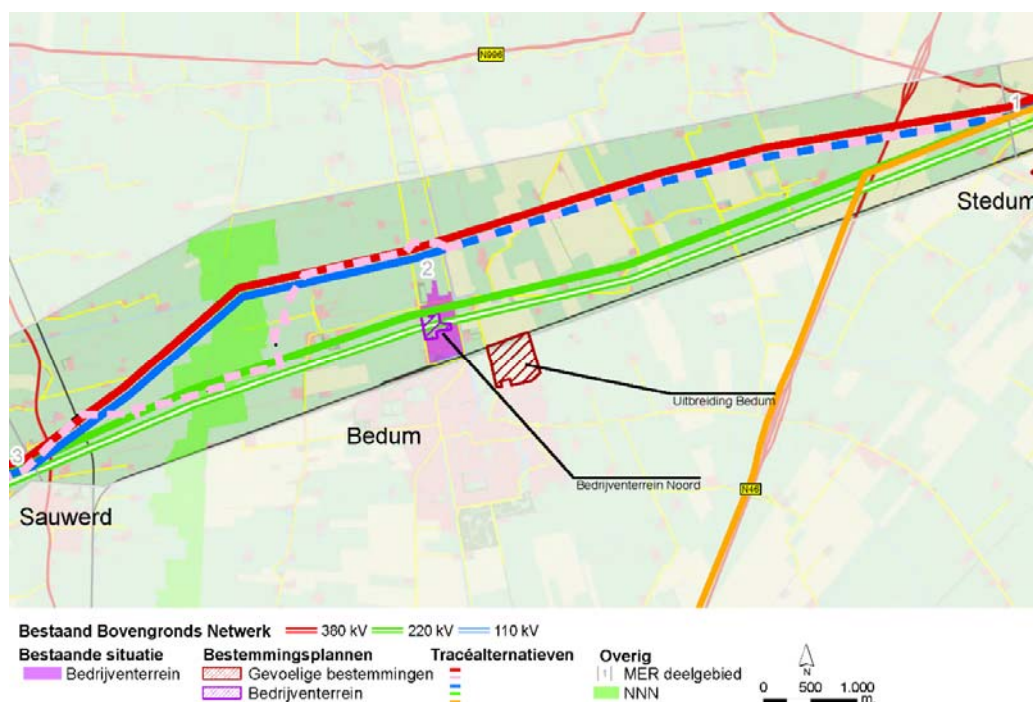 N996
1
Stedum
2
Uitbreiding Bedum
Bedum
3
Bedrijventerrein Noord
N46
Sauwerd
Bestaand Bovengronds Netwerk 380 kV 220 kV 110 kV
Bestaande situatie Bestemmingsplannen Tracéalternatieven Overig
Bedrijventerrein Gevoelige bestemmingen MER deelgebied N
Bedrijventerrein NNN 0 500 1.000
m.